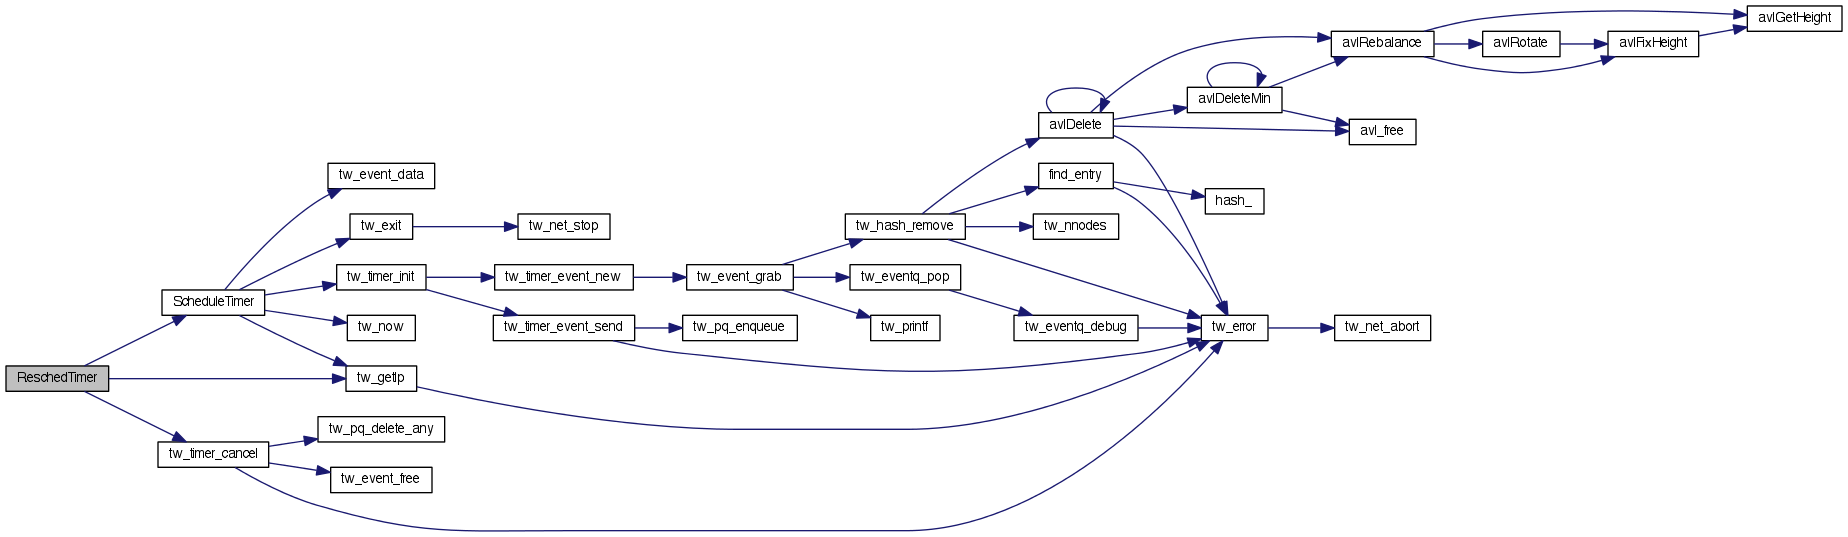 avlGetHeight
avlRebalance
avlRotate
avlFixHeight
avlDeleteMin
avlDelete
avl_free
tw_event_data
find_entry
hash_
tw_exit
tw_net_stop
tw_hash_remove
tw_nnodes
tw_timer_init
tw_timer_event_new
tw_event_grab
tw_eventq_pop
ScheduleTimer
tw_now
tw_timer_event_send
tw_pq_enqueue
tw_printf
tw_eventq_debug
tw_error
tw_net_abort
ReschedTimer
tw_getlp
tw_pq_delete_any
tw_timer_cancel
tw_event_free